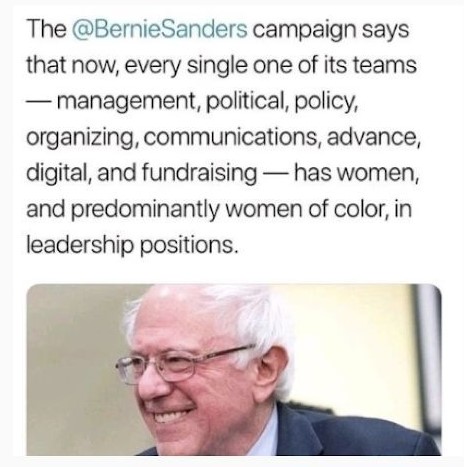 The @BernieSanders campaign says
that now, every single one of its teams
— management, political, policy,
organizing, communications, advance,
digital, and fundraising — has women,
and predominantly women of color, in
leadership positions.